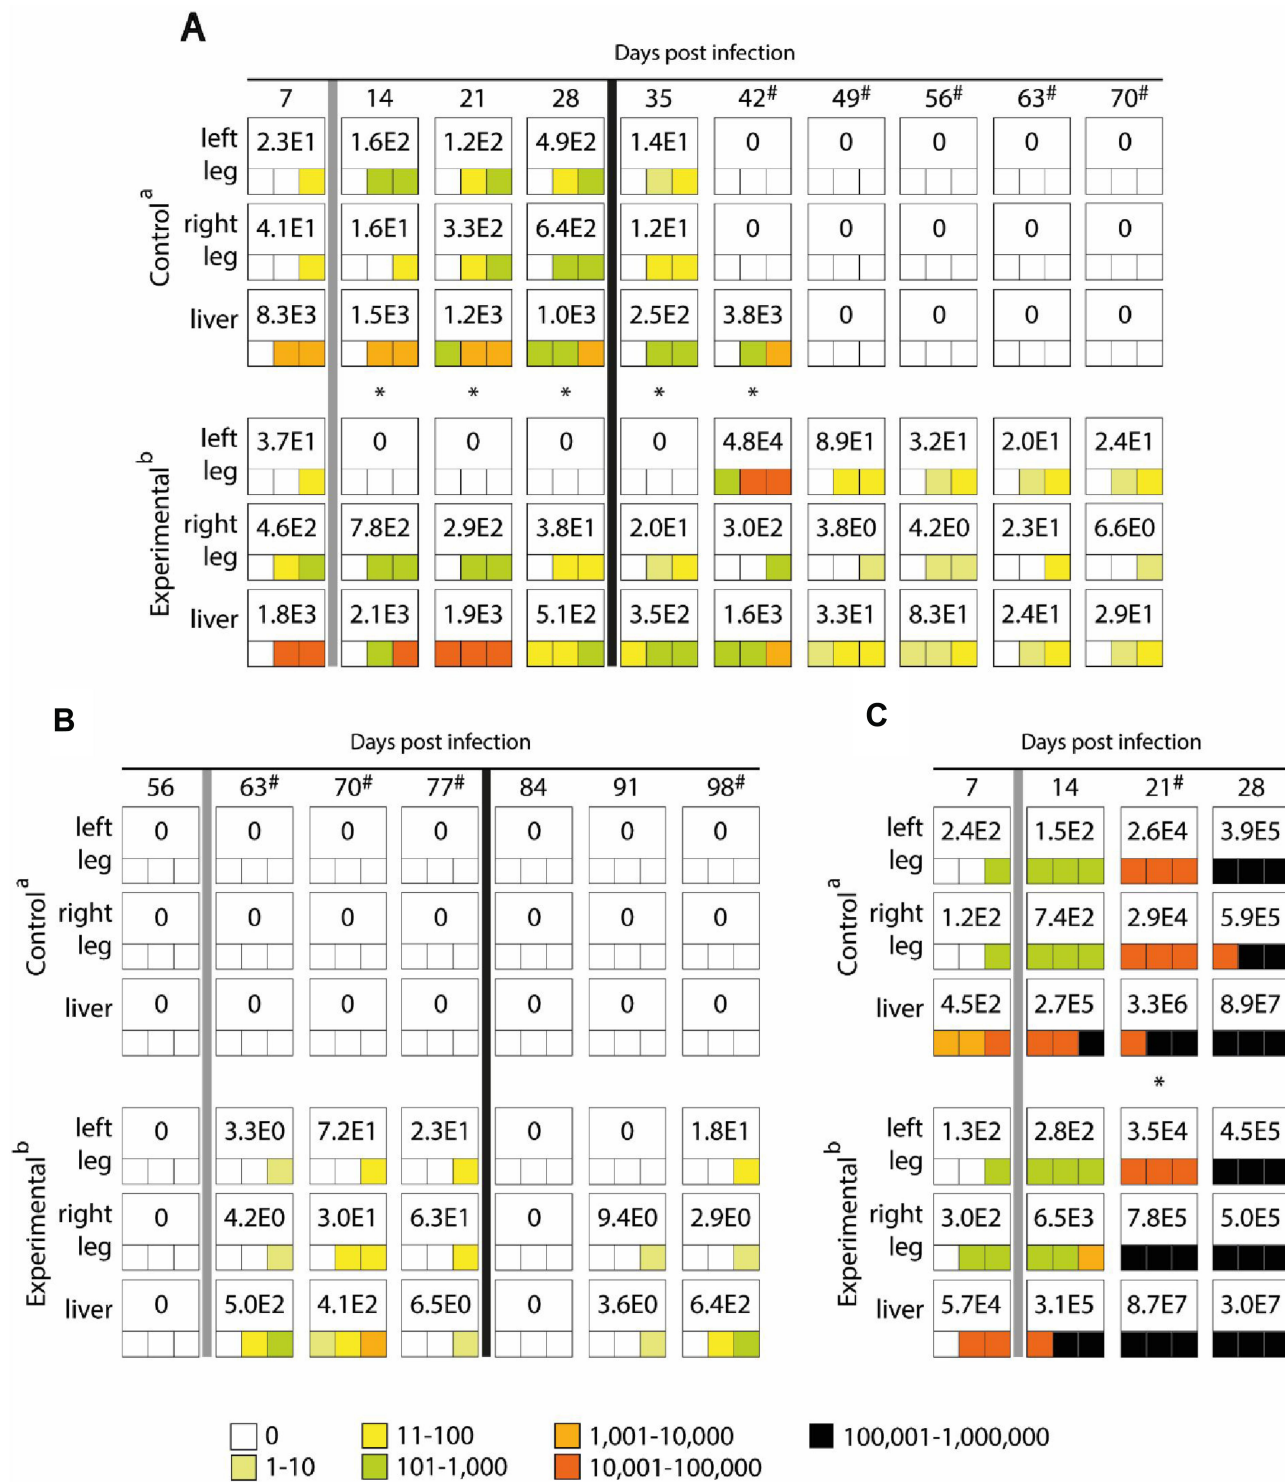 A
Days post infection
7 14 21 28 35 42# 49# 56# 63# 70#
Control a
left leg 2.3E1 1.6E2 1.2E2 4.9E2 1.4E1 0 0 0 0 0
right leg 4.1E1 1.6E1 3.3E2 6.4E2 1.2E1 0 0 0 0 0
liver 8.3E3 1.5E3 1.2E3 1.0E3 2.5E2 3.8E3 0 0 0 0
* * * * *
Experimental b
left leg 3.7E1 0 0 0 0 4.8E4 8.9E1 3.2E1 2.0E1 2.4E1
right leg 4.6E2 7.8E2 2.9E2 3.8E1 2.0E1 3.0E2 3.8E0 4.2E0 2.3E1 6.6E0
liver 1.8E3 2.1E3 1.9E3 5.1E2 3.5E2 1.6E3 3.3E1 8.3E1 2.4E1 2.9E1
B
Days post infection
56 63# 70# 77# 84 91 98#
Control a
left leg 0 0 0 0 0 0 0
right leg 0 0 0 0 0 0 0
liver 0 0 0 0 0 0 0
Experimental b
left leg 0 3.3E0 7.2E1 2.3E1 0 0 1.8E1
right leg 0 4.2E0 3.0E1 6.3E1 0 9.4E0 2.9E0
liver 0 5.0E2 4.1E2 6.5E0 0 3.6E0 6.4E2
C
Days post infection
7 14 21# 28
2.4E2 1.5E2 2.6E4 3.9E5
1.2E2 7.4E2 2.9E4 5.9E5
4.5E2 2.7E5 3.3E6 8.9E7
*
1.3E2 2.8E2 3.5E4 4.5E5
3.0E2 6.5E3 7.8E5 5.0E5
5.7E4 3.1E5 8.7E7 3.0E7
Control a
left leg
right leg
liver
Experimental b
left leg
right leg
liver
0 11-100 1,001-10,000 100,001-1,000,000
1-10 101-1,000 10,001-100,000